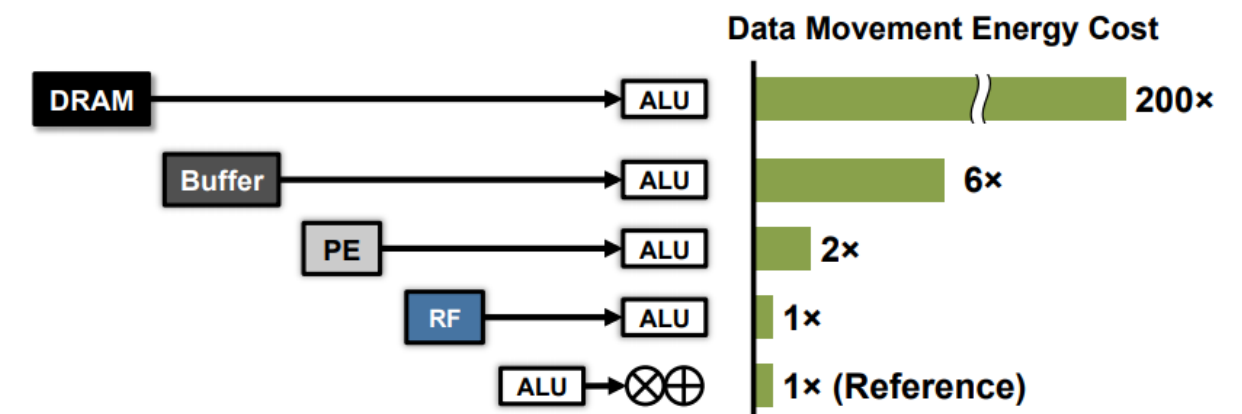 Data Movement Energy Cost
DRAM ALU 200×
Buffer ALU 6×
PE ALU 2×
RF ALU 1×
ALU 1× (Reference)